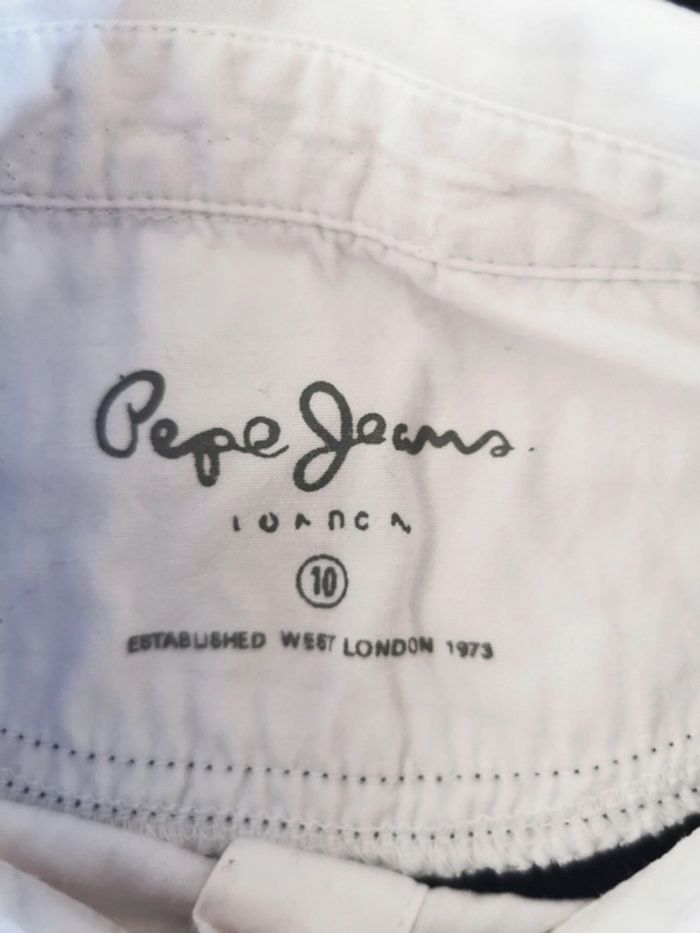 Pepe Jeans
LONDON
10
ESTABLISHED WEST LONDON 1973